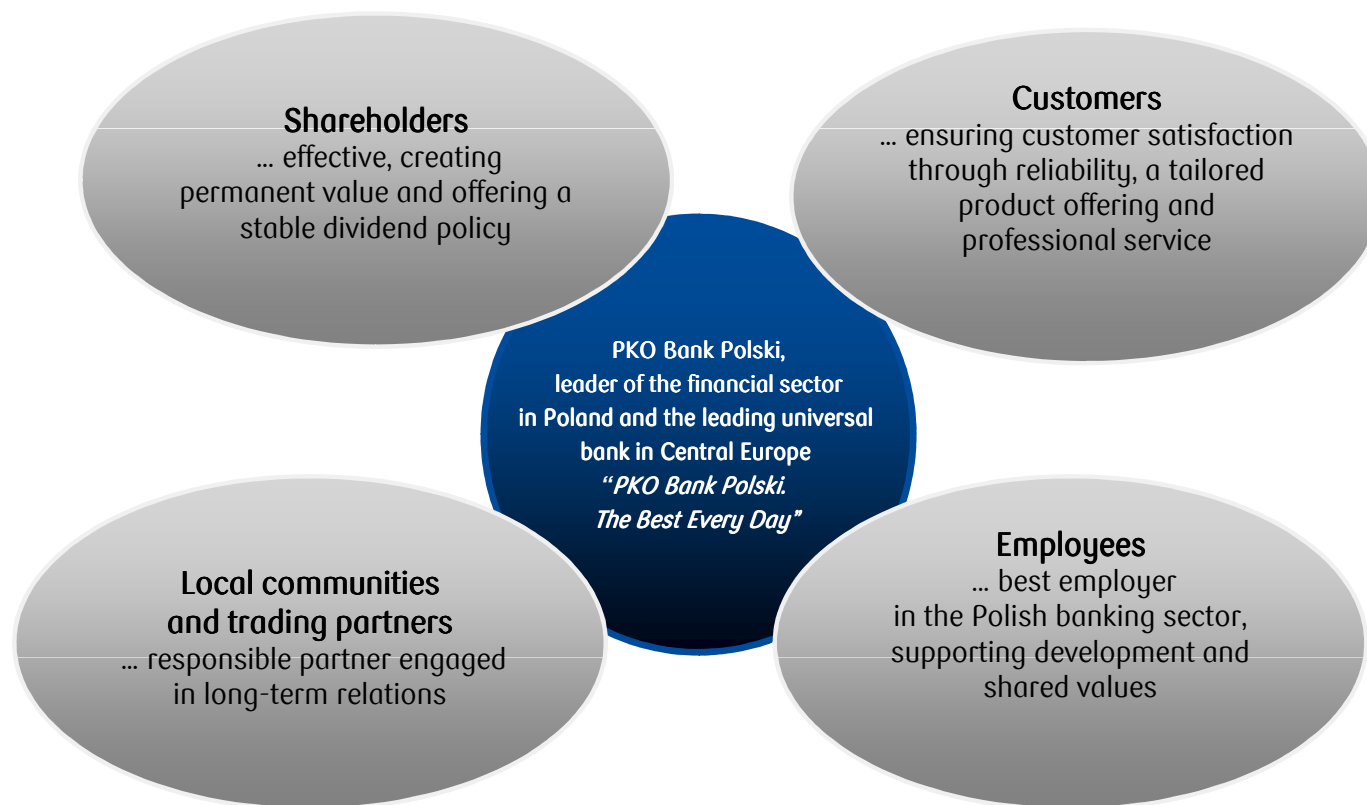 Shareholders
... effective, creating
permanent value and offering a
stable dividend policy
Customers
... ensuring customer satisfaction
through reliability, a tailored
product offering and
professional service
PKO Bank Polski,
leader of the financial sector
in Poland and the leading universal
bank in Central Europe
“PKO Bank Polski.
The Best Every Day”
Local communities
and trading partners
... responsible partner engaged
in long-term relations
Employees
... best employer
in the Polish banking sector,
supporting development and
shared values